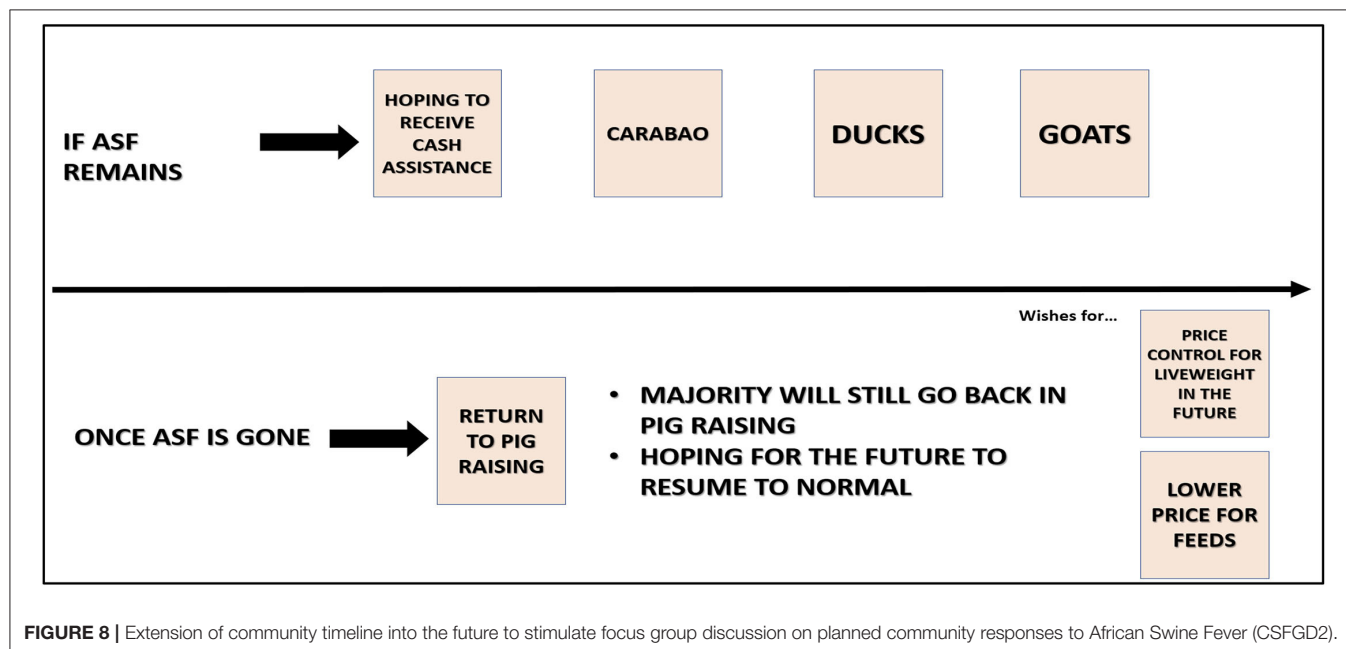 IF ASF
REMAINS
HOPING TO
RECEIVE
CASH
ASSISTANCE
CARABAO
DUCKS
GOATS
Wishes for...
ONCE ASF IS GONE
RETURN
TO PIG
RAISING
• MAJORITY WILL STILL GO BACK IN
PIG RAISING
• HOPING FOR THE FUTURE TO
RESUME TO NORMAL
PRICE
CONTROL FOR
LIVEWEIGHT
IN THE
FUTURE
LOWER
PRICE FOR
FEEDS
FIGURE 8 | Extension of community timeline into the future to stimulate focus group discussion on planned community responses to African Swine Fever (CSFGD2).